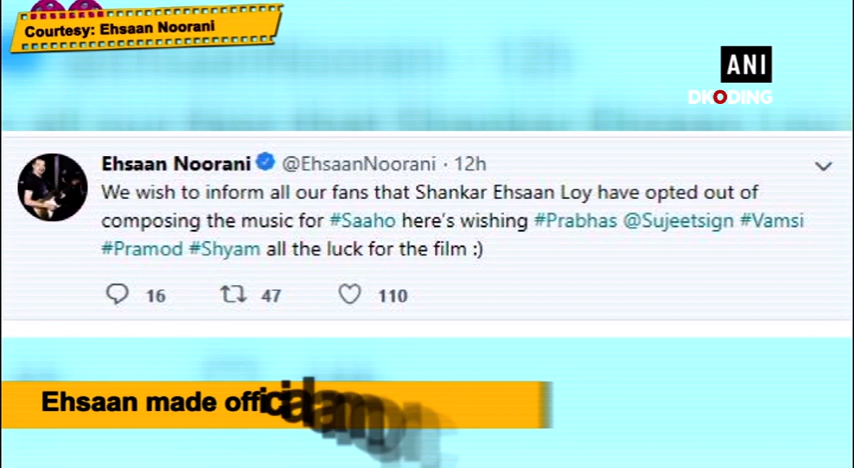 Courtesy: Ehsaan Noorani
ANI
DKODING
Ehsaan Noorani @EhsaanNoorani · 12h
We wish to inform all our fans that Shankar Ehsaan Loy have opted out of
composing the music for #Saaho here's wishing #Prabhas @Sujeetsign #Vamsi
#Pramod #Shyam all the luck for the film :)
16 47 110
Ehsaan made official